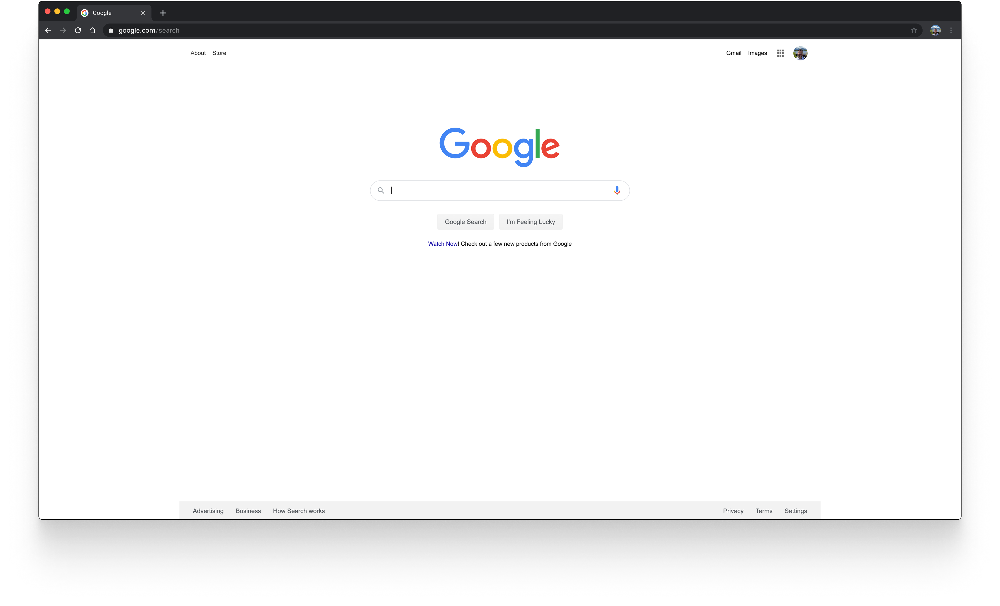 Google
google.com/search
About Store Gmail Images
Google
Google Search I'm Feeling Lucky
Watch Now! Check out a few new products from Google
Advertising Business How Search works Privacy Terms Settings